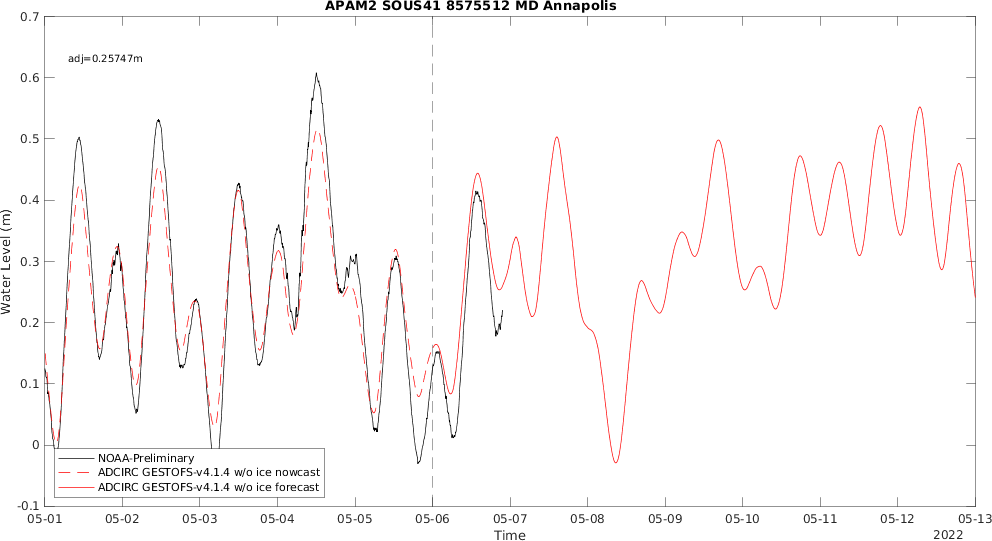 APAM2 SOUS41 8575512 MD Annapolis
adj=0.25747m
Water Level (m)
0.7
0.6
0.5
0.4
0.3
0.2
0.1
0
-0.1
NOAA-Preliminary
ADCIRC GESTOFS-v4.1.4 w/o ice nowcast
ADCIRC GESTOFS-v4.1.4 w/o ice forecast
05-01 05-02 05-03 05-04 05-05 05-06 05-07 05-08 05-09 05-10 05-11 05-12 05-13
Time
2022